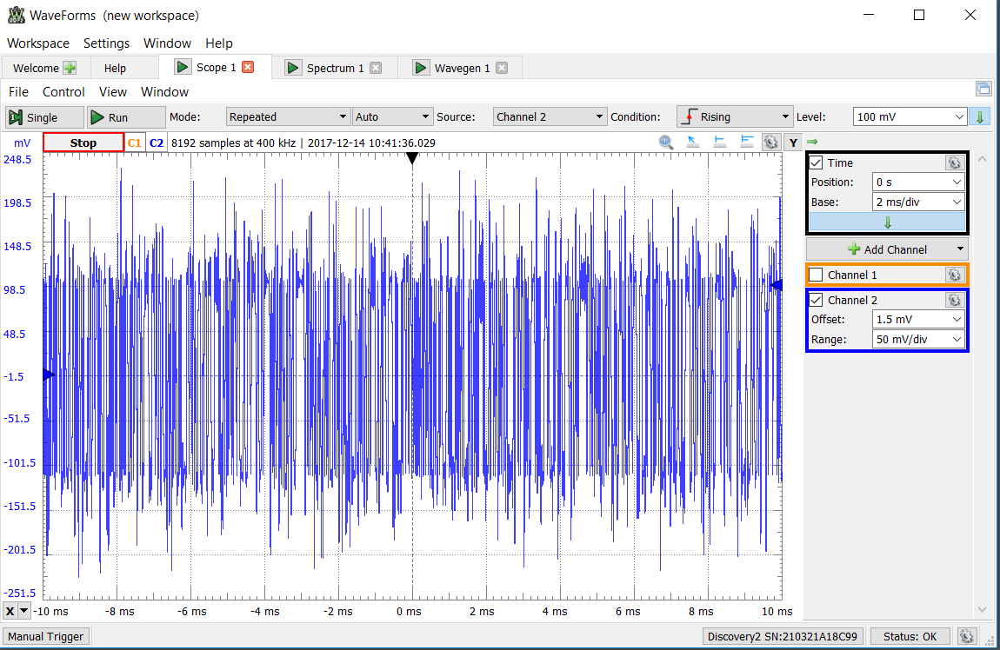 WaveForms (new workspace)
Workspace Settings Window Help
Welcome Help Scope 1 Spectrum 1 Wavegen 1
File Control View Window
Single Run Mode: Repeated Auto Source: Channel 2 Condition: Rising Level: 100 mV
mV Stop C1 C2 8192 samples at 400 kHz | 2017-12-14 10:41:36.029 Y
248.5
198.5
148.5
98.5
48.5
-1.5
-51.5
-101.5
-151.5
-201.5
-251.5
X -10 ms -8 ms -6 ms -4 ms -2 ms 0 ms 2 ms 4 ms 6 ms 8 ms 10 ms
Time
Position: 0 s
Base: 2 ms/div
Add Channel
Channel 1
Channel 2
Offset: 1.5 mV
Range: 50 mV/div
Manual Trigger Discovery2 SN:210321A18C99 Status: OK